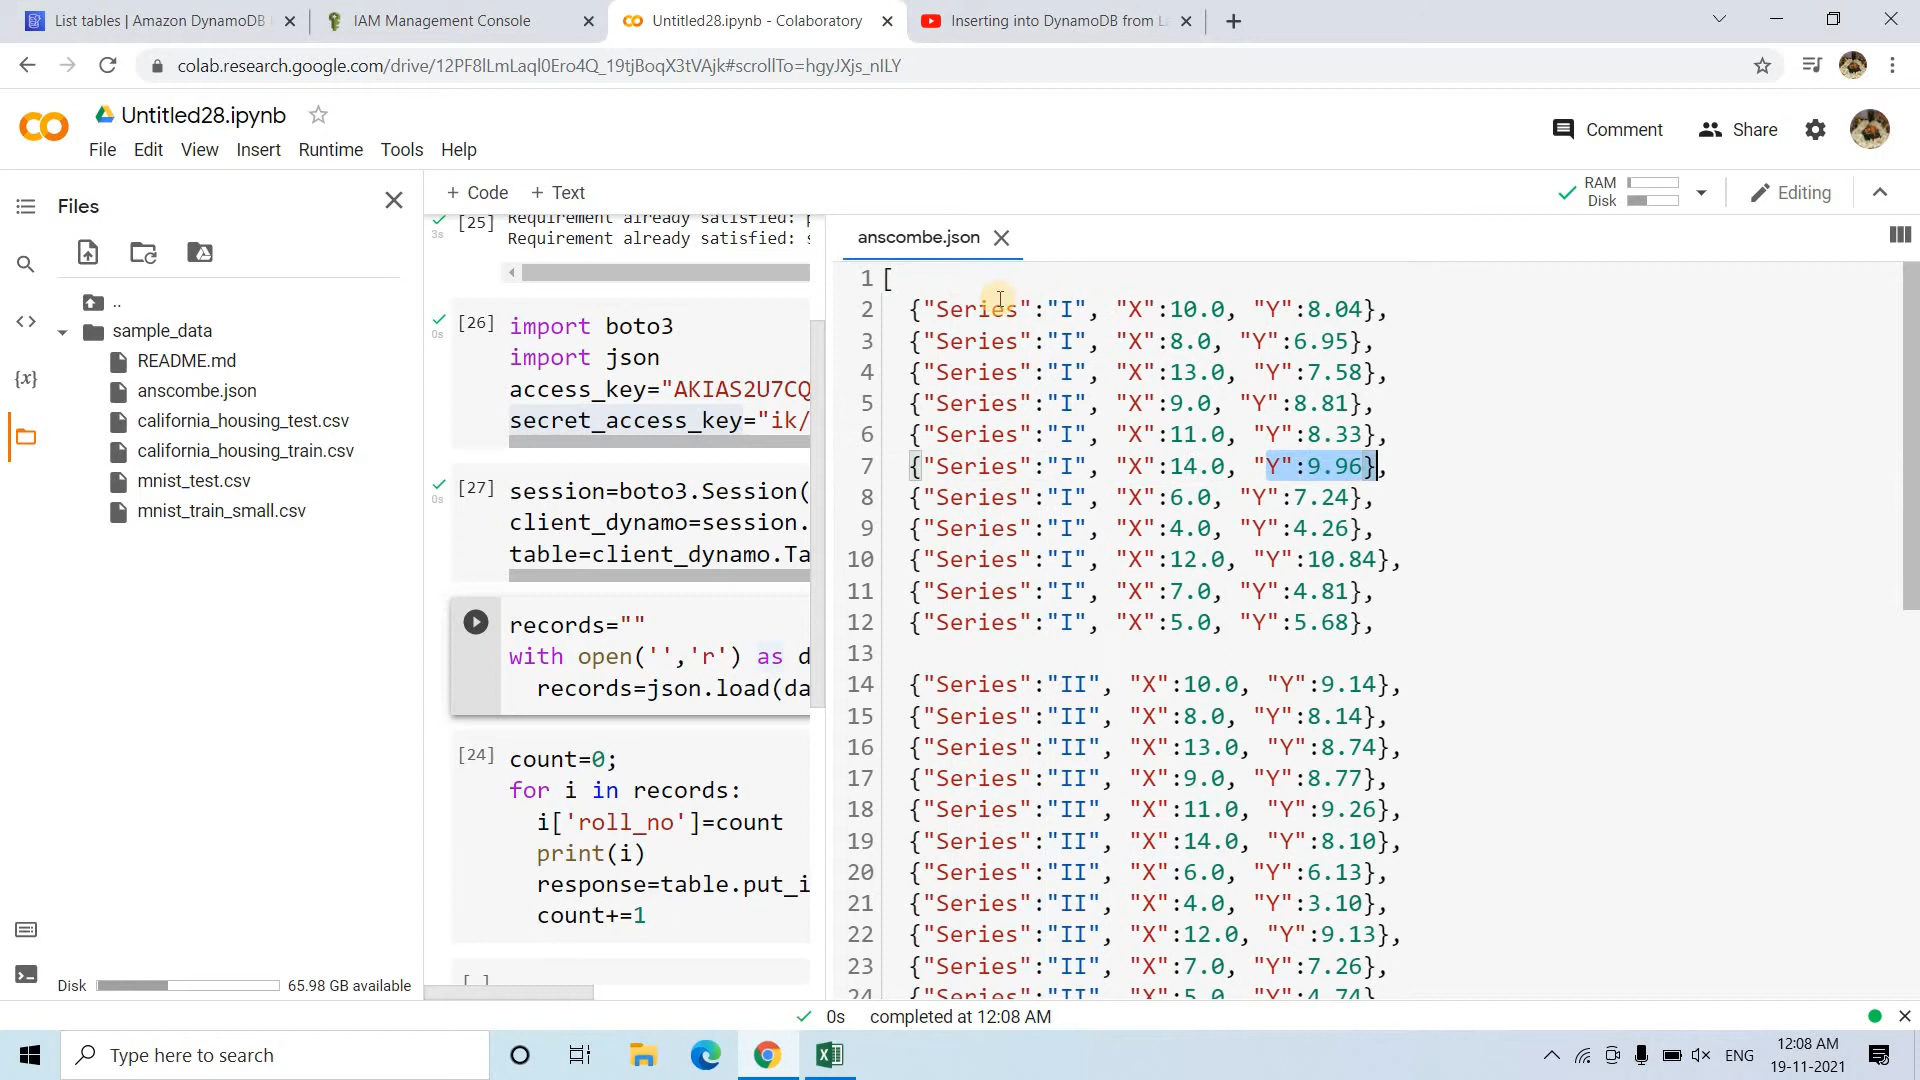 List tables | Amazon DynamoDB
IAM Management Console
Untitled28.ipynb - Colaboratory
Inserting into DynamoDB from La
colab.research.google.com/drive/12PF8lLmLaql0Ero4Q_19tjBoqX3tVAjk#scrollTo=hgyJXjs_nILY
Untitled28.ipynb
Comment
Share
File Edit View Insert Runtime Tools Help
Files
+ Code + Text
RAM
Disk
Editing
..
sample_data
README.md
anscombe.json
california_housing_test.csv
california_housing_train.csv
mnist_test.csv
mnist_train_small.csv
Disk 65.98 GB available
[25] Requirement already satisfied: p
3s Requirement already satisfied: s
[26] import boto3
0s import json
access_key="AKIAS2U7CQ
secret_access_key="ik/
[27] session=boto3.Session(
0s client_dynamo=session.
table=client_dynamo.Ta
records=""
with open('','r') as d
records=json.load(da
[24] count=0;
for i in records:
i['roll_no']=count
print(i)
response=table.put_i
count+=1
[ ]
anscombe.json
1 [
2 {"Series":"I", "X":10.0, "Y":8.04},
3 {"Series":"I", "X":8.0, "Y":6.95},
4 {"Series":"I", "X":13.0, "Y":7.58},
5 {"Series":"I", "X":9.0, "Y":8.81},
6 {"Series":"I", "X":11.0, "Y":8.33},
7 {"Series":"I", "X":14.0, "Y":9.96},
8 {"Series":"I", "X":6.0, "Y":7.24},
9 {"Series":"I", "X":4.0, "Y":4.26},
10 {"Series":"I", "X":12.0, "Y":10.84},
11 {"Series":"I", "X":7.0, "Y":4.81},
12 {"Series":"I", "X":5.0, "Y":5.68},
13
14 {"Series":"II", "X":10.0, "Y":9.14},
15 {"Series":"II", "X":8.0, "Y":8.14},
16 {"Series":"II", "X":13.0, "Y":8.74},
17 {"Series":"II", "X":9.0, "Y":8.77},
18 {"Series":"II", "X":11.0, "Y":9.26},
19 {"Series":"II", "X":14.0, "Y":8.10},
20 {"Series":"II", "X":6.0, "Y":6.13},
21 {"Series":"II", "X":4.0, "Y":3.10},
22 {"Series":"II", "X":12.0, "Y":9.13},
23 {"Series":"II", "X":7.0, "Y":7.26},
24 {"Series":"II", "X":5.0, "Y":4.74},
0s completed at 12:08 AM
Type here to search
ENG
12:08 AM
19-11-2021